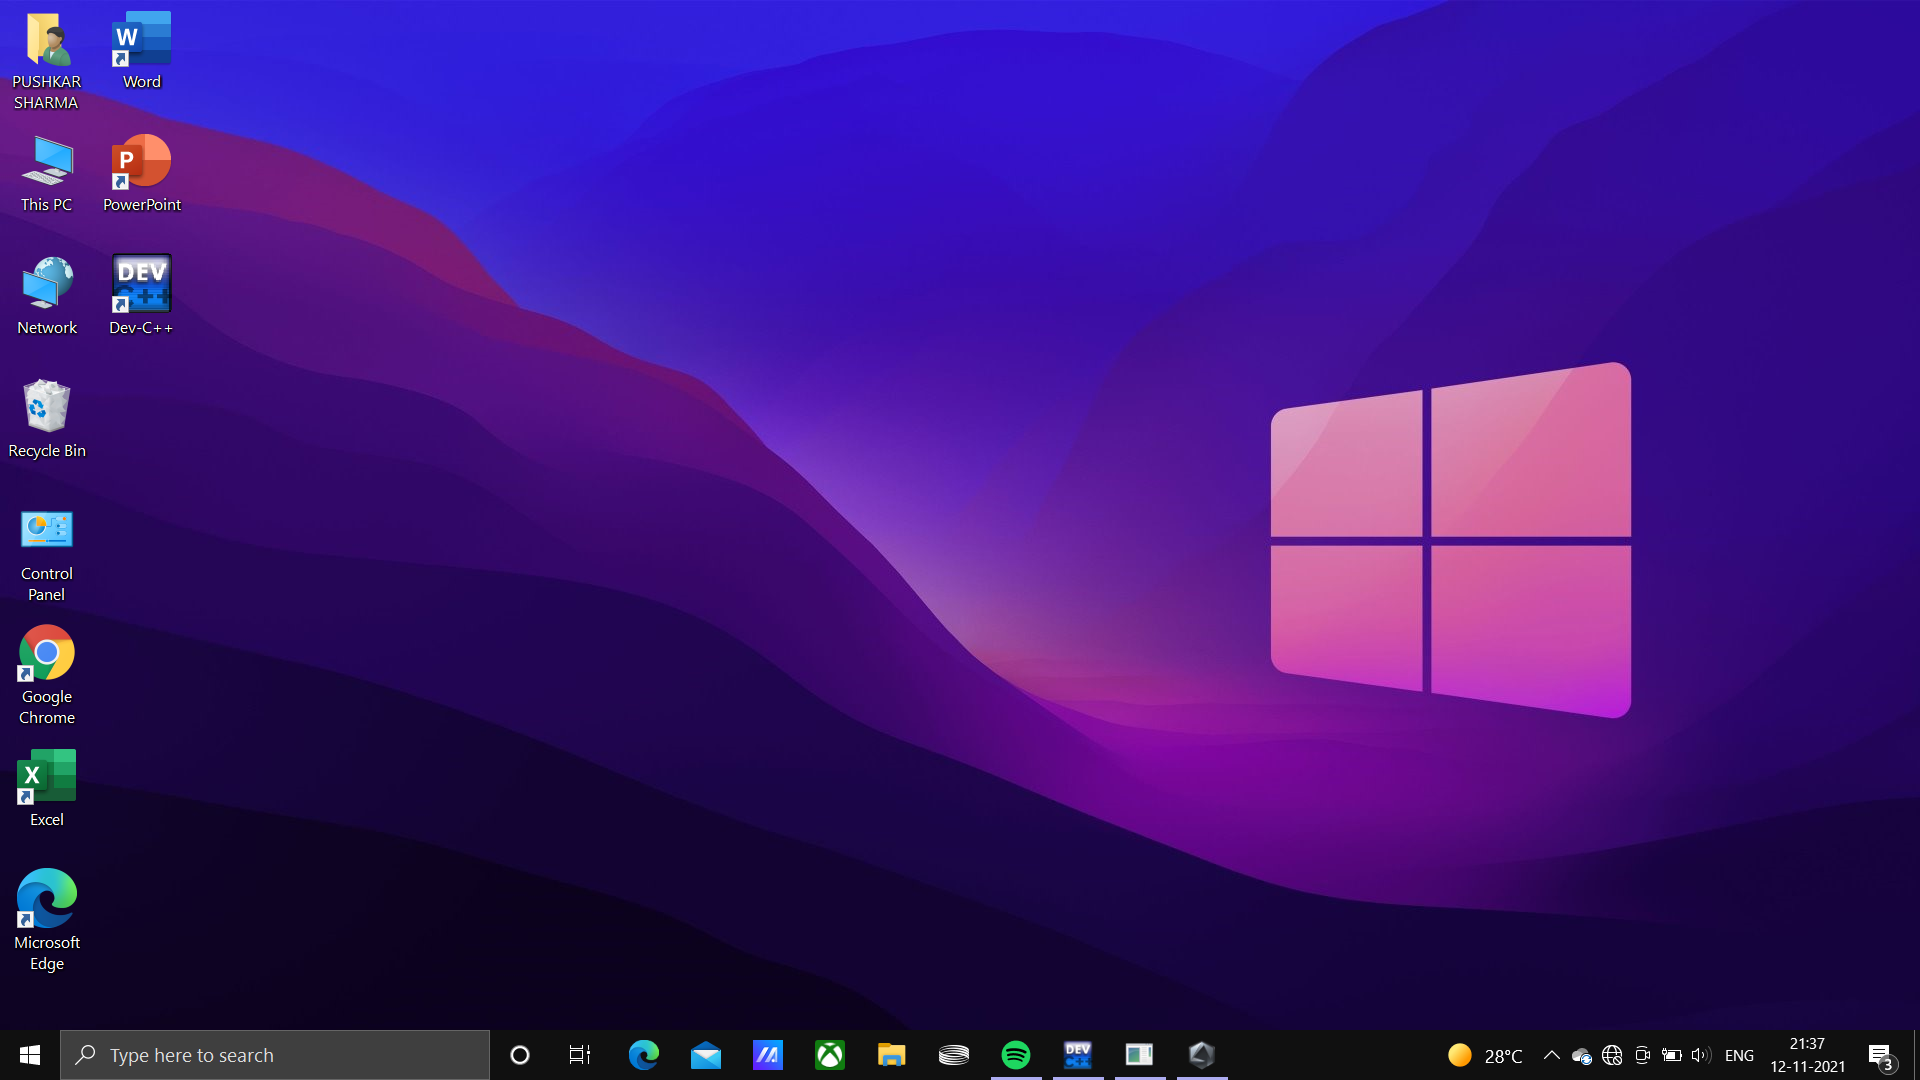 PUSHKAR
SHARMA
W
Word
This PC
P
PowerPoint
Network
DEV
C++
Dev-C++
Recycle Bin
Control
Panel
Google
Chrome
X
Excel
Microsoft
Edge
Type here to search
DEV
C++
28°C
ENG
21:37
12-11-2021
3